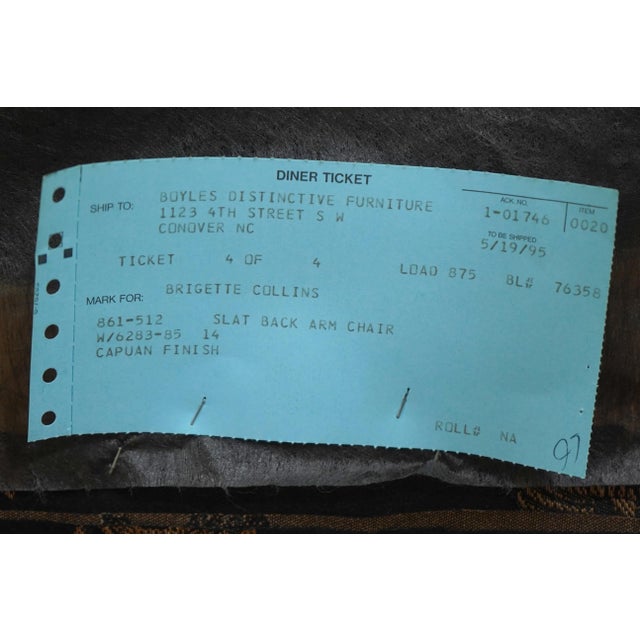 DINER TICKET
SHIP TO: BOYLES DISTINCTIVE FURNITURE
1123 4TH STREET S W
CONOVER NC
ACK. NO. ITEM
1-01746 0020
TO BE SHIPPED
5/19/95
TICKET 4 OF 4 LOAD 875 BL# 76358
MARK FOR: BRIGETTE COLLINS
861-512 SLAT BACK ARM CHAIR
W/6283-85 14
CAPUAN FINISH
ROLL# NA
97